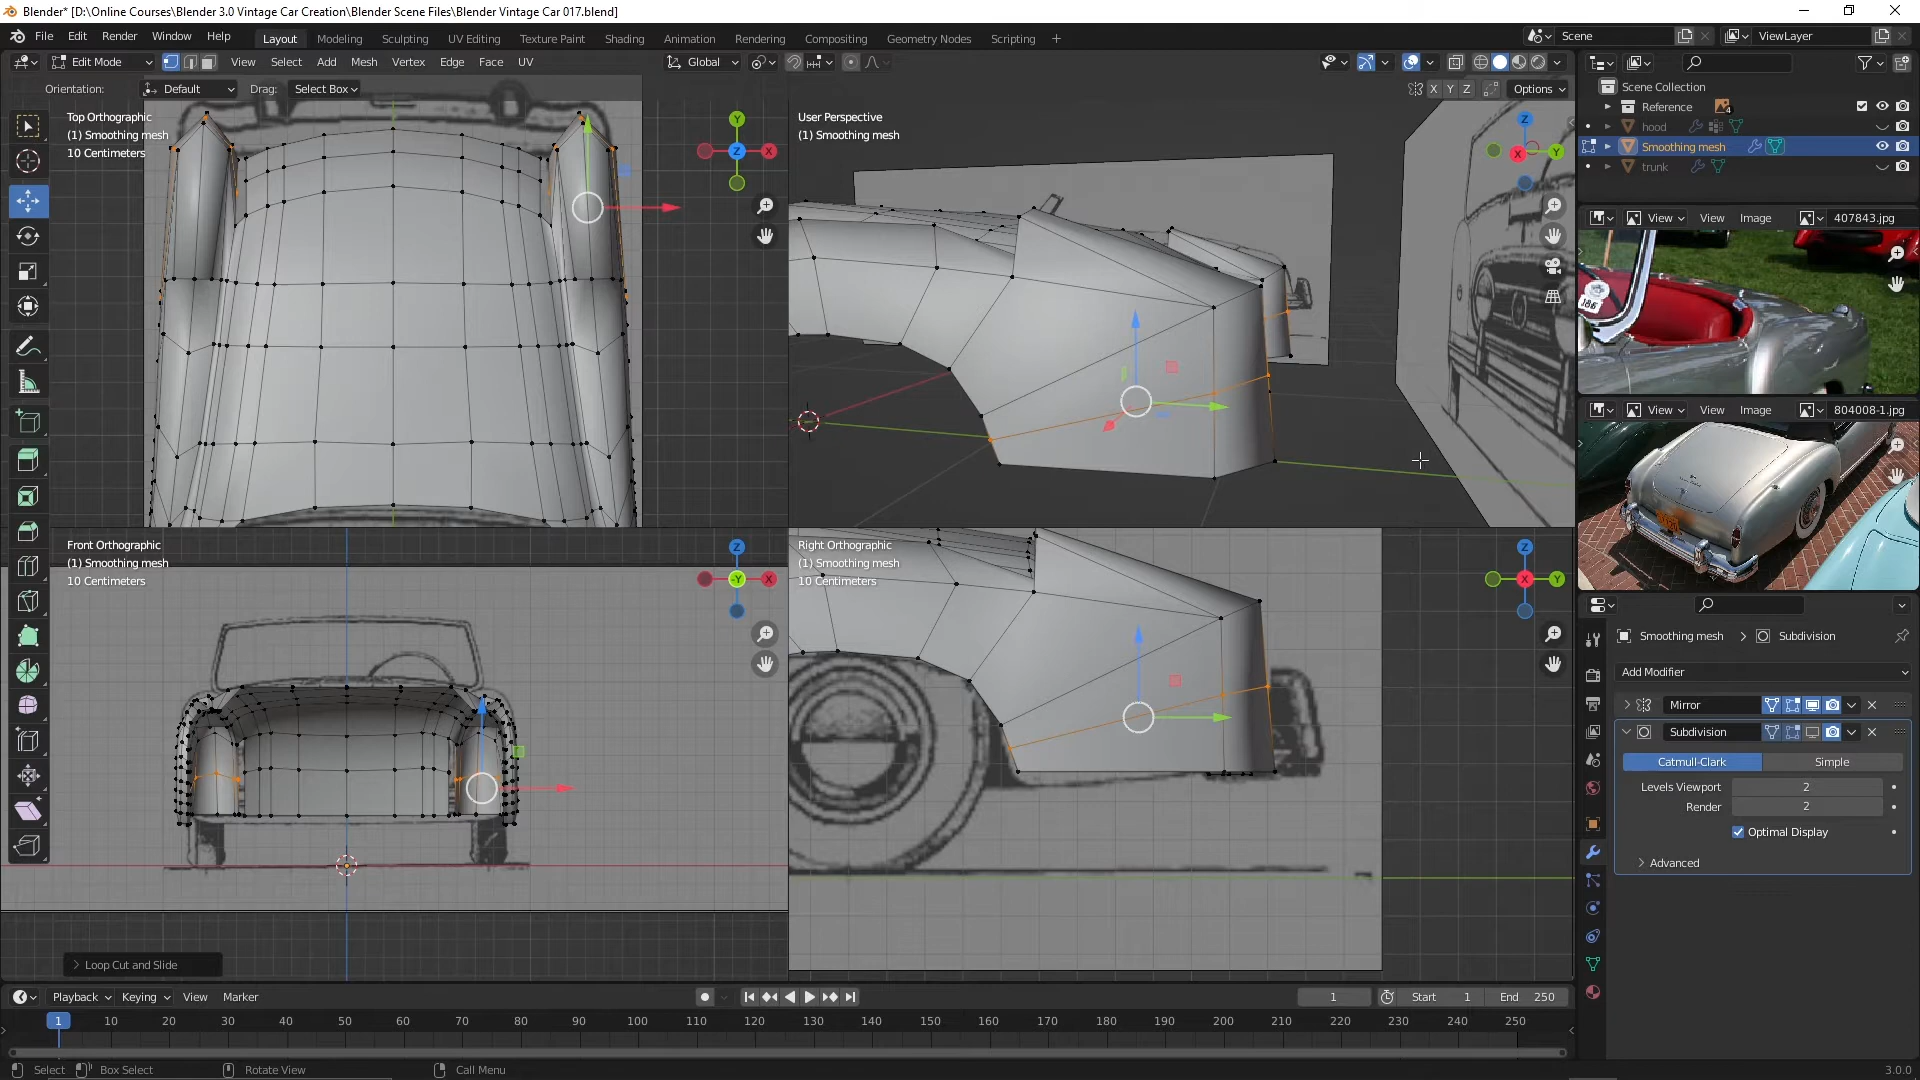 Blender* [D:\Online Courses\Blender 3.0 Vintage Car Creation\Blender Scene Files\Blender Vintage Car 017.blend]
File Edit Render Window Help Layout Modeling Sculpting UV Editing Texture Paint Shading Animation Rendering Compositing Geometry Nodes Scripting + Scene ViewLayer
Edit Mode View Select Add Mesh Vertex Edge Face UV Global
Orientation: Default Drag: Select Box X Y Z Options
Scene Collection
Reference 4
hood
Smoothing mesh
trunk
Top Orthographic
(1) Smoothing mesh
10 Centimeters
Y
Z X
User Perspective
(1) Smoothing mesh
Z
X Y
View View Image 407843.jpg
186
View View Image 804008-1.jpg
Front Orthographic
(1) Smoothing mesh
10 Centimeters
Z
-Y X
Right Orthographic
(1) Smoothing mesh
10 Centimeters
Z
X Y
Smoothing mesh > Subdivision
Add Modifier
Mirror
Subdivision
Catmull-Clark Simple
Levels Viewport 2
Render 2
Optimal Display
Advanced
Loop Cut and Slide
Playback Keying View Marker 1 Start 1 End 250
1 10 20 30 40 50 60 70 80 90 100 110 120 130 140 150 160 170 180 190 200 210 220 230 240 250
Select Box Select Rotate View Call Menu 3.0.0